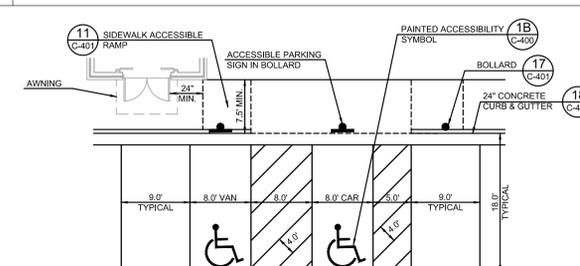 11
C-401
SIDEWALK ACCESSIBLE
RAMP
ACCESSIBLE PARKING
SIGN IN BOLLARD
PAINTED ACCESSIBILITY
SYMBOL
1B
C-400
BOLLARD
17
C-401
24" CONCRETE
CURB & GUTTER
AWNING
24"
MIN.
7.5' MIN.
9.0'
TYPICAL
8.0' VAN
8.0'
8.0' CAR
5.0'
9.0'
TYPICAL
18.0'
TYPICAL
4.0'
4.0'